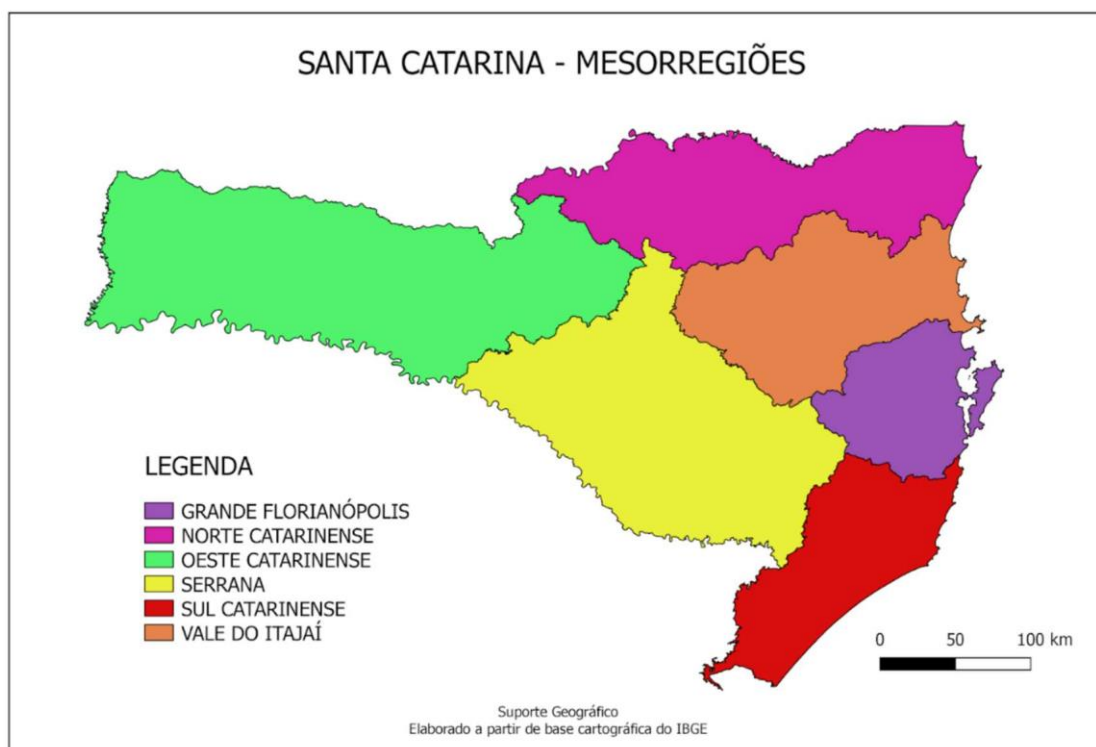 SANTA CATARINA - MESORREGIÕES
LEGENDA
GRANDE FLORIANÓPOLIS
NORTE CATARINENSE
OESTE CATARINENSE
SERRANA
SUL CATARINENSE
VALE DO ITAJAÍ
0 50 100 km
Suporte Geográfico
Elaborado a partir de base cartográfica do IBGE